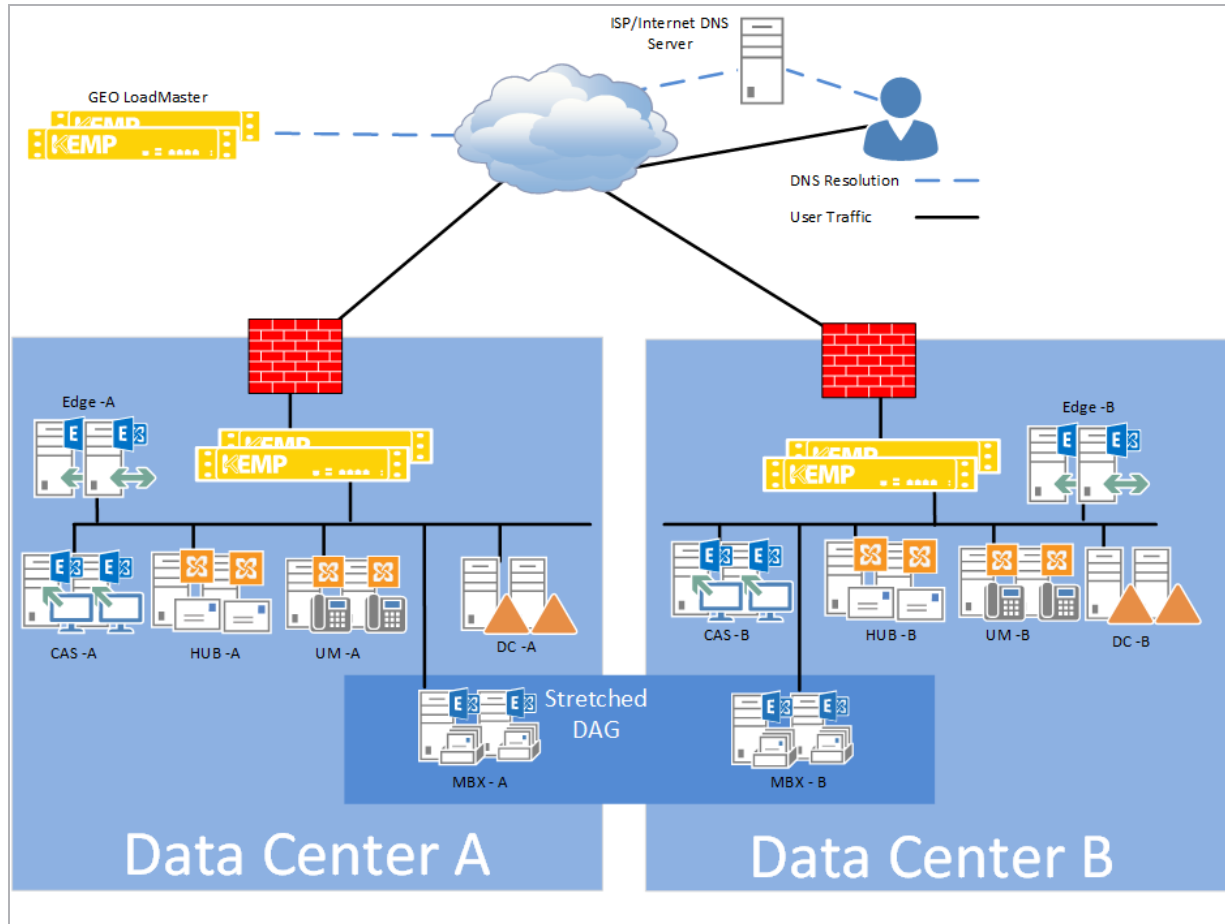 ISP/Internet DNS
Server
GEO LoadMaster
KEMP
KEMP
DNS Resolution
User Traffic
Edge -A
Edge -B
KEMP
KEMP
KEMP
KEMP
CAS -A
HUB -A
UM -A
DC -A
CAS -B
HUB -B
UM -B
DC -B
Stretched
DAG
MBX - A
MBX - B
Data Center A
Data Center B